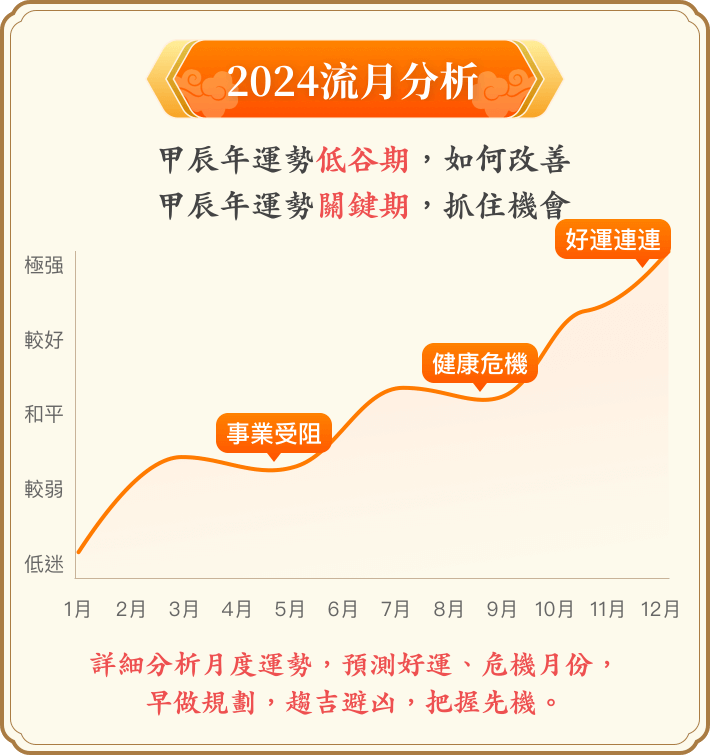 2024流月分析
甲辰年運勢低谷期，如何改善
甲辰年運勢關鍵期，抓住機會
好運連連
極强
較好
健康危機
和平
事業受阻
較弱
低迷
1月 2月 3月 4月 5月 6月 7月 8月 9月 10月 11月 12月
詳細分析月度運勢，預測好運、危機月份，
早做規劃，趨吉避凶，把握先機。